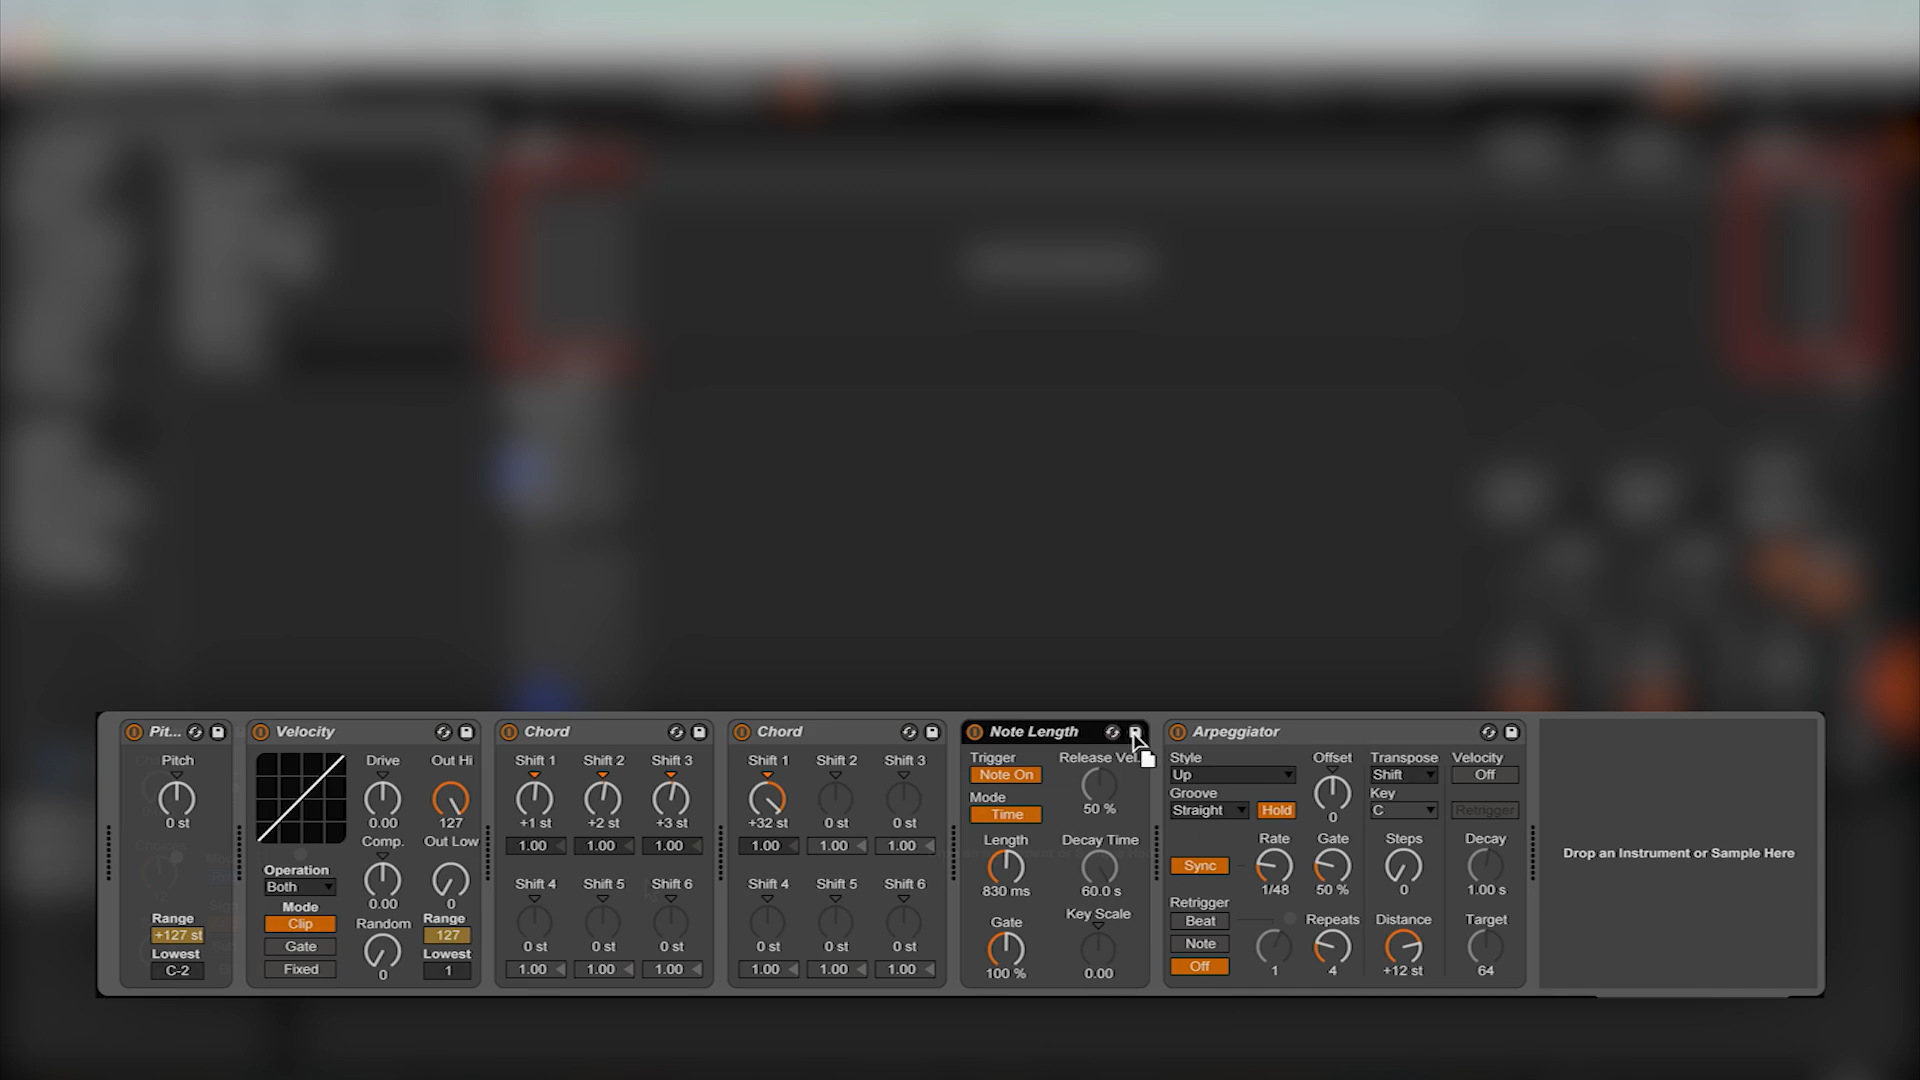 Pit...
Pitch
0 st
Range
+127 st
Lowest
C-2
Velocity
Drive
0.00
Comp.
0.00
Random
0
Out Hi
127
Out Low
0
Operation
Both
Mode
Clip
Gate
Fixed
Range
127
Lowest
1
Chord
Shift 1 Shift 2 Shift 3
+1 st +2 st +3 st
1.00 1.00 1.00
Shift 4 Shift 5 Shift 6
0 st 0 st 0 st
1.00 1.00 1.00
Chord
Shift 1 Shift 2 Shift 3
+32 st 0 st 0 st
1.00 1.00 1.00
Shift 4 Shift 5 Shift 6
0 st 0 st 0 st
1.00 1.00 1.00
Note Length
Trigger
Note On
Mode
Time
Length
830 ms
Gate
100 %
Release Vel.
50 %
Decay Time
60.0 s
Key Scale
0.00
Arpeggiator
Style
Up
Groove
Straight
Hold
Offset
0
Transpose
Shift
Key
C
Velocity
Off
Retrigger
Sync
Rate
1/48
Gate
50 %
Steps
0
Decay
1.00 s
Retrigger
Beat
Note
Off
1
Repeats
4
Distance
+12 st
Target
64
Drop an Instrument or Sample Here